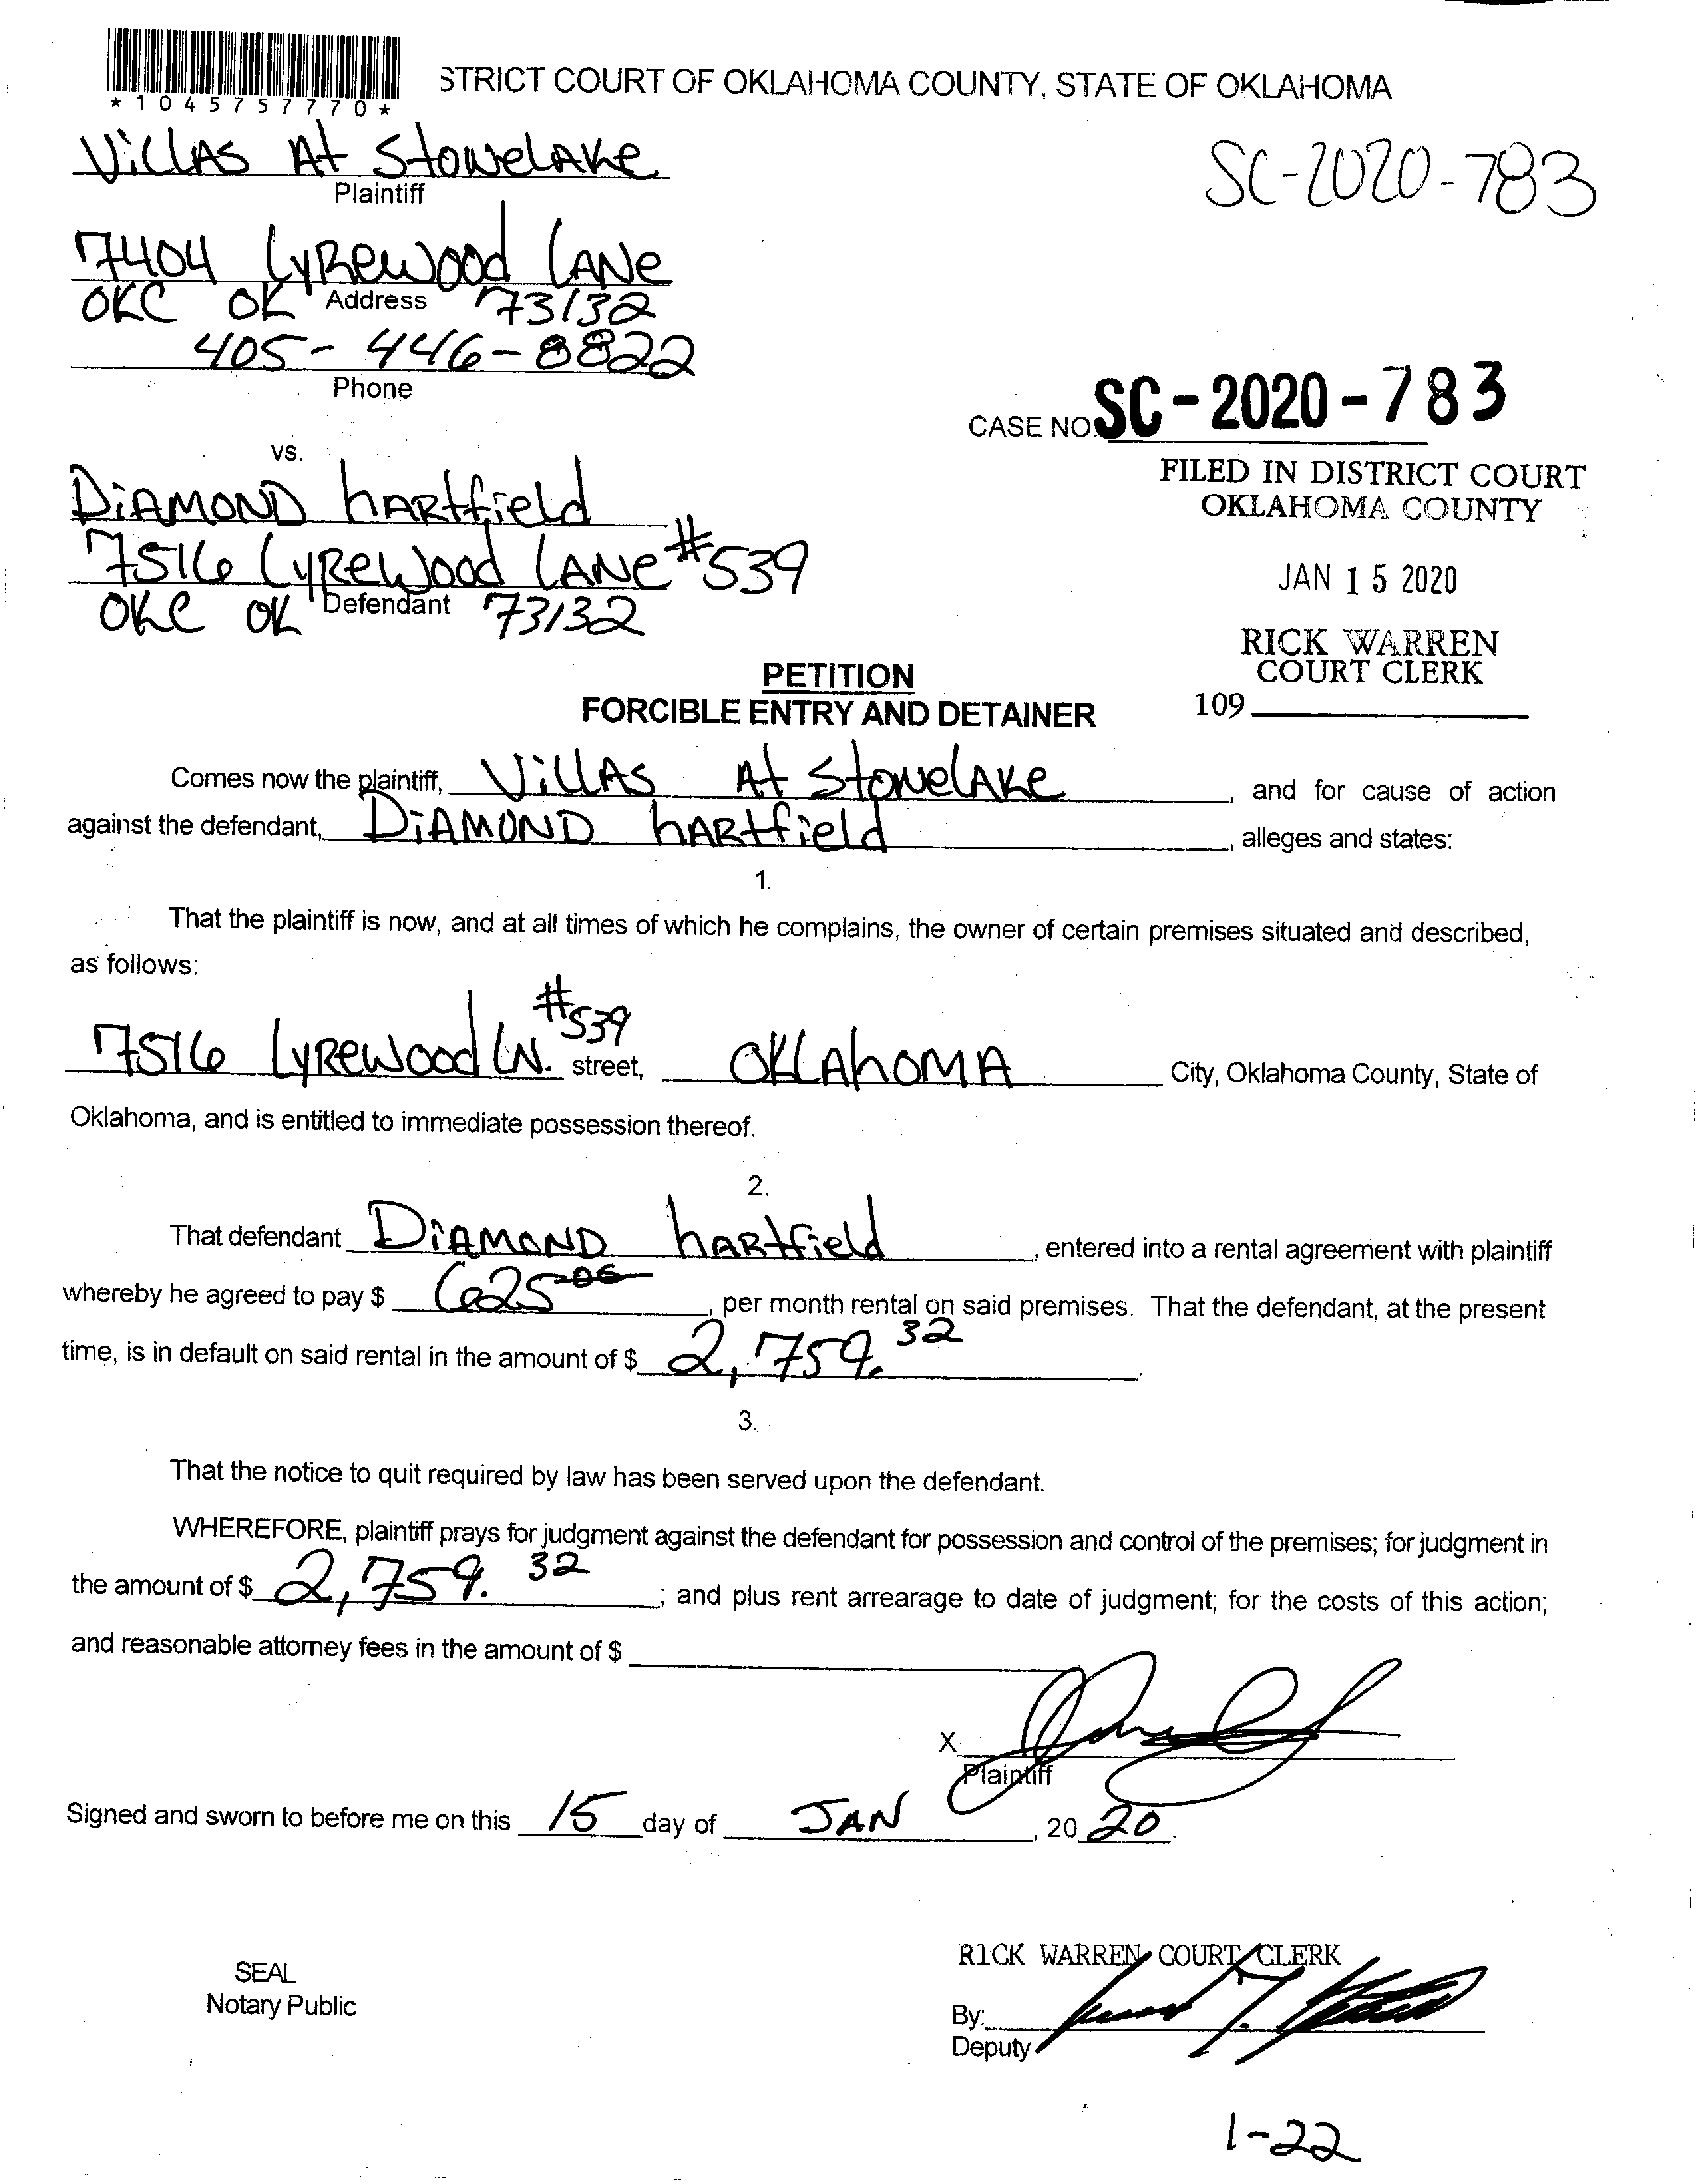 *1045757770*
STRICT COURT OF OKLAHOMA COUNTY, STATE OF OKLAHOMA
VillAs At StoweLAke
Plaintiff
SC-2020-783
7404 LyRewood LANe
OKC OK Address 73132
405-446-8822
Phone
CASE NO. SC-2020-783
vs.
FILED IN DISTRICT COURT
OKLAHOMA COUNTY
DiAMOND hARtfield
7516 LyRewood LANe #539
JAN 15 2020
OKC OK Defendant 73132
RICK WARREN
COURT CLERK
109
PETITION
FORCIBLE ENTRY AND DETAINER
Comes now the plaintiff, VillAs At StoweLAke, and for cause of action
against the defendant, DiAMOND hARtfield, alleges and states:
1.
That the plaintiff is now, and at all times of which he complains, the owner of certain premises situated and described,
as follows:
7516 LyRewood LN. #539 street, OKLAhOMA City, Oklahoma County, State of
Oklahoma, and is entitled to immediate possession thereof.
2.
That defendant DiAMOND hARtfield, entered into a rental agreement with plaintiff
whereby he agreed to pay $ 625.00, per month rental on said premises. That the defendant, at the present
time, is in default on said rental in the amount of $ 2,759.32.
3.
That the notice to quit required by law has been served upon the defendant.
WHEREFORE, plaintiff prays for judgment against the defendant for possession and control of the premises; for judgment in
the amount of $ 2,759.32; and plus rent arrearage to date of judgment; for the costs of this action;
and reasonable attorney fees in the amount of $
X
Plaintiff
Signed and sworn to before me on this 15 day of JAN, 20 20.
RICK WARREN COURT CLERK
SEAL
Notary Public
By:
Deputy
1-22